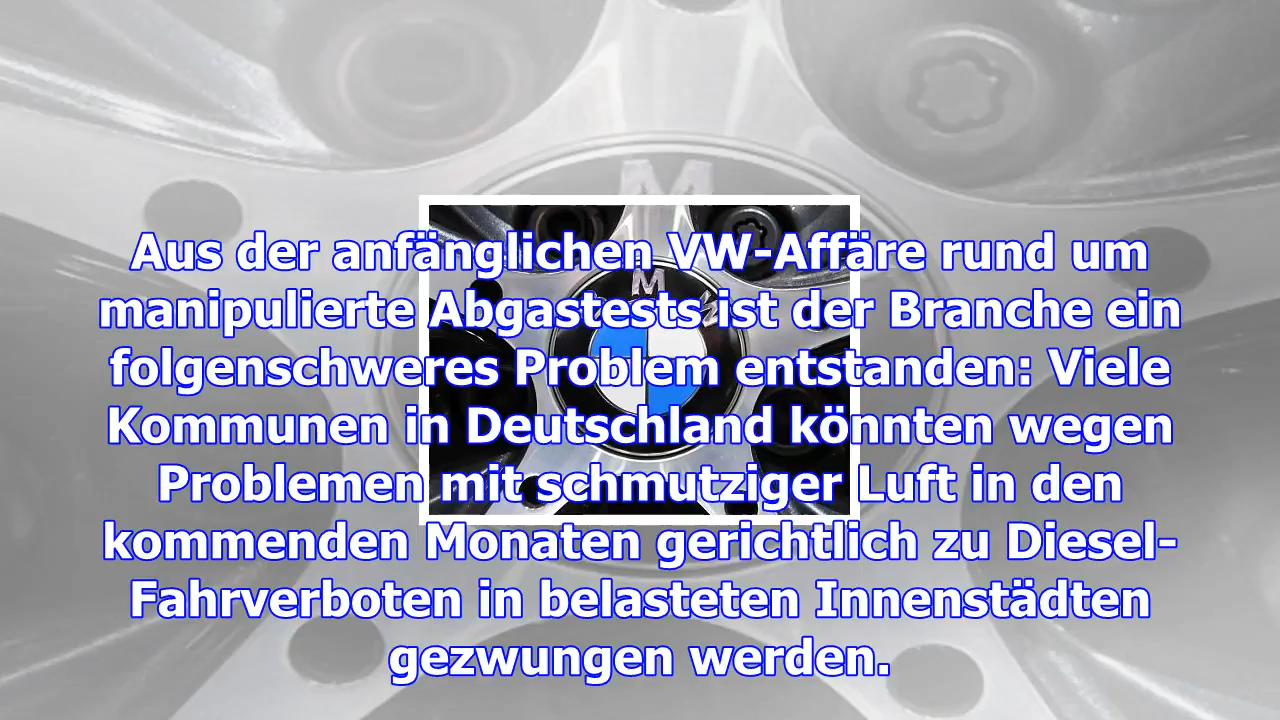 Aus der anfänglichen VW-Affäre rund um
manipulierte Abgastests ist der Branche ein
folgenschweres Problem entstanden: Viele
Kommunen in Deutschland könnten wegen
Problemen mit schmutziger Luft in den
kommenden Monaten gerichtlich zu Diesel-
Fahrverboten in belasteten Innenstädten
gezwungen werden.